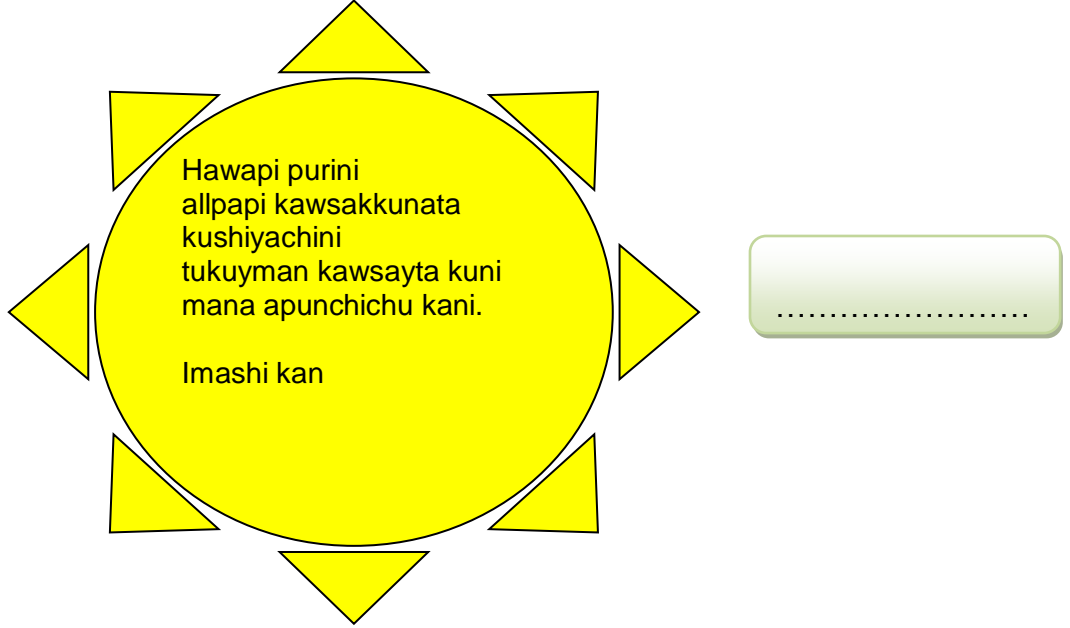 Hawapi purini
allpapi kawsakkunata
kushiyachini
tukuyman kawsayta kuni
mana apunchichu kani.
Imashi kan
........................